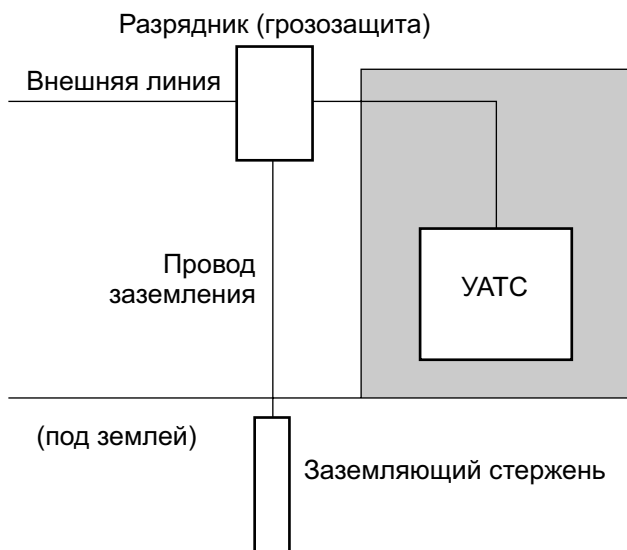 Разрядник (грозозащита)
Внешняя линия
Провод
заземления
УАТС
(под землей)
Заземляющий стержень